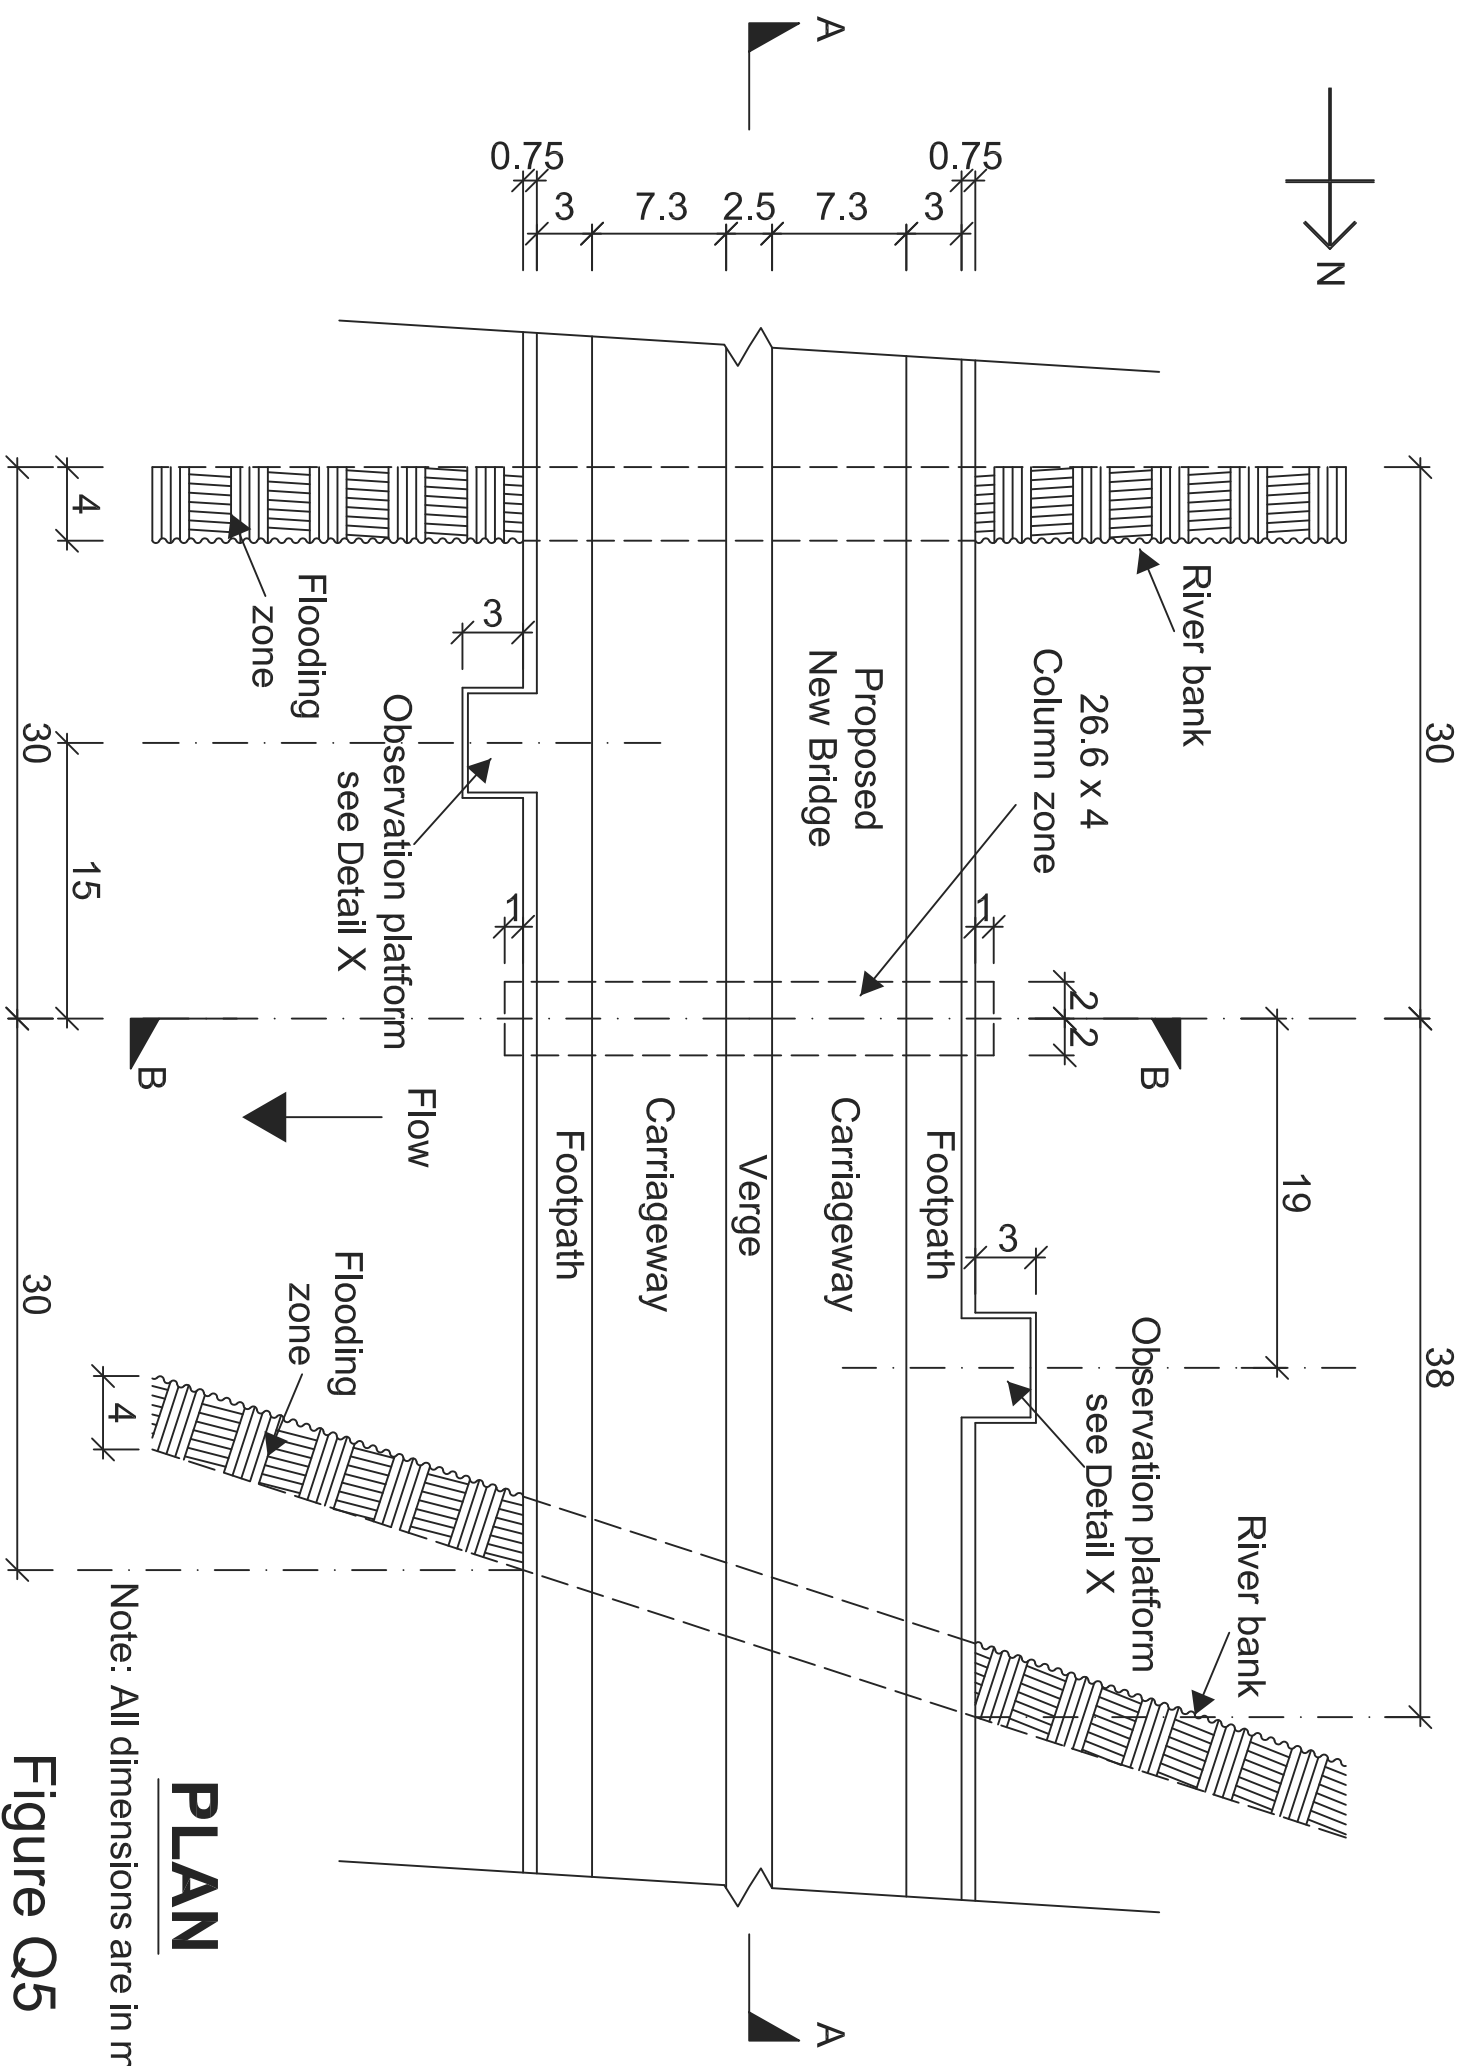 A
N
0.75
0.75
3
7.3
2.5
7.3
3
30
4
River bank
Flooding
zone
3
26.6 x 4
Column zone
Proposed
New Bridge
Observation platform
see Detail X
30
15
1
1
2
2
19
38
B
B
Flow
Footpath
Carriageway
Verge
Carriageway
Footpath
3
Observation platform
see Detail X
Flooding
zone
30
4
River bank
PLAN
Note: All dimensions are in m
Figure Q5
A